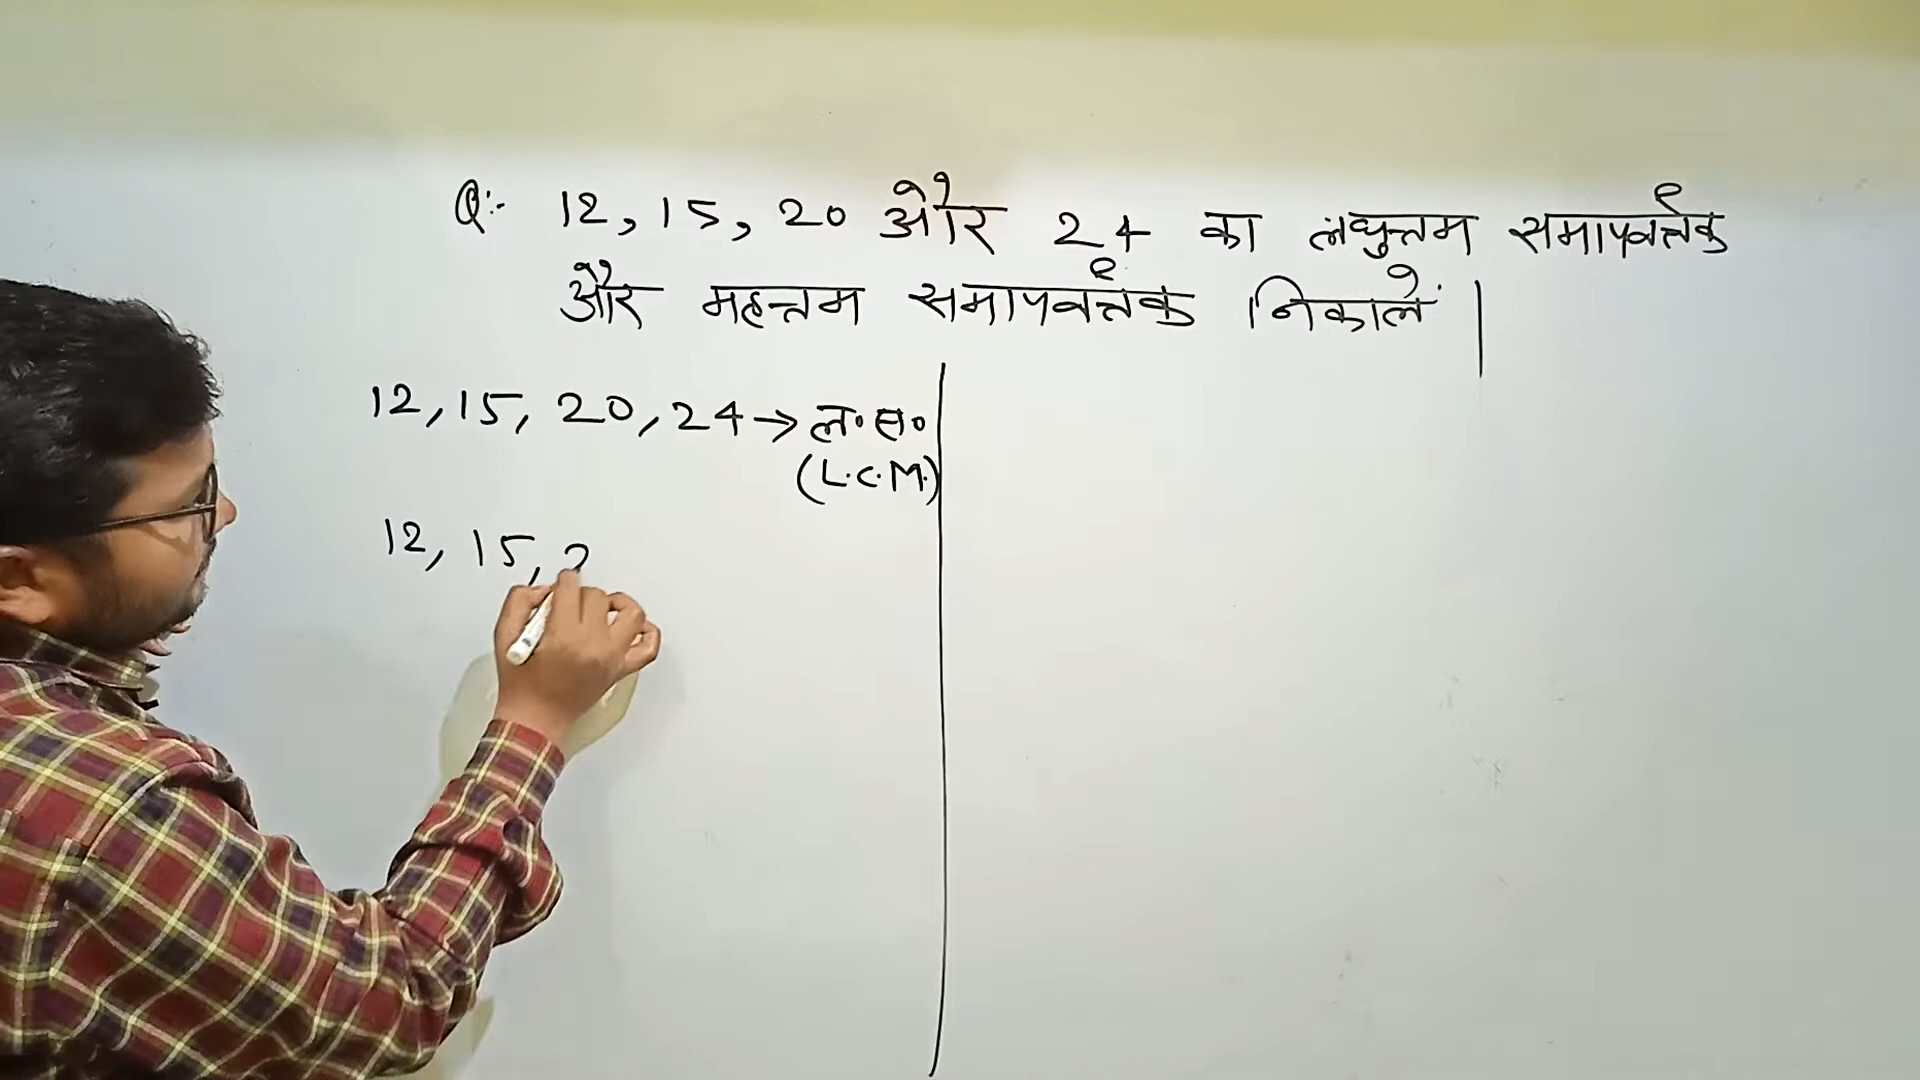 Q:- 12, 15, 20 और 24 का लघुत्तम समापवर्त्तक
और महत्तम समापवर्त्तक निकालें |
12, 15, 20, 24 → ल॰ स॰
(L.C.M.)
12, 15, 2